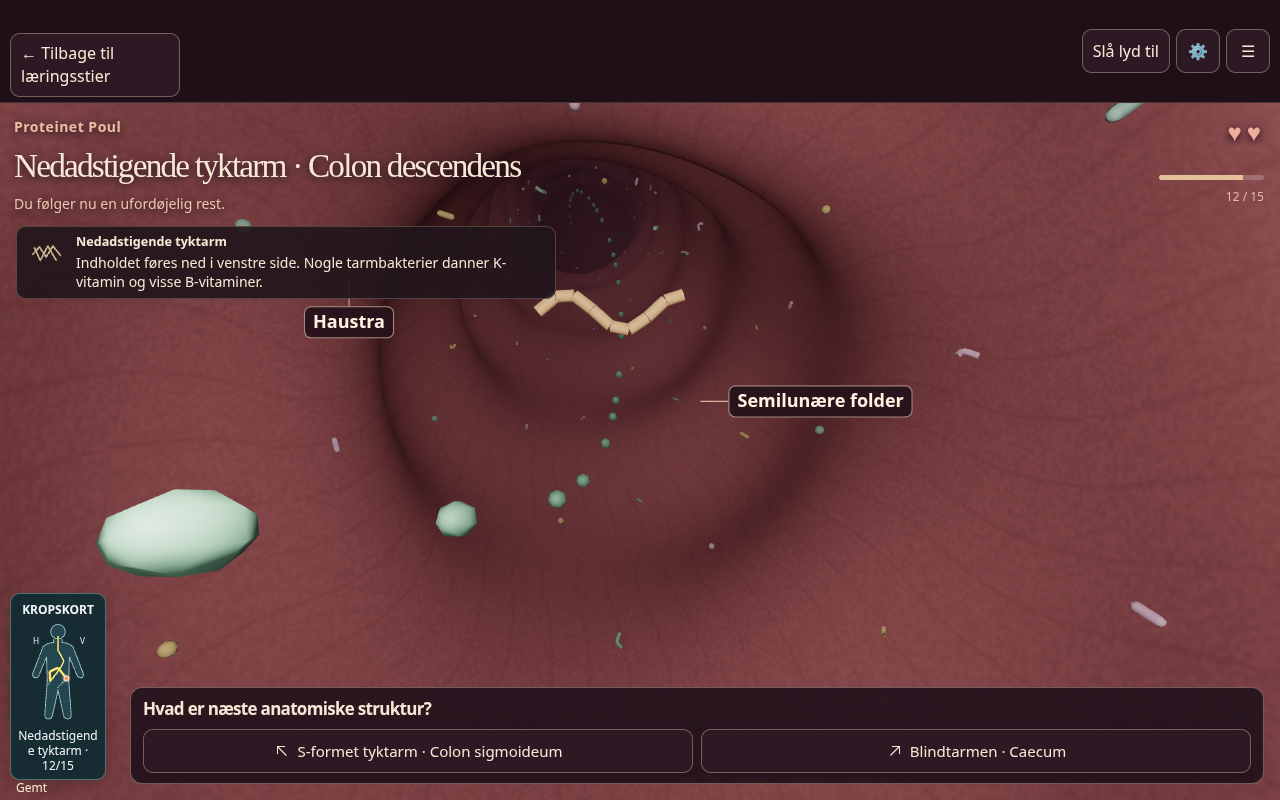 ← Tilbage til
læringsstier
Slå lyd til
Proteinet Poul
Nedadstigende tyktarm · Colon descendens
Du følger nu en ufordøjelig rest.
12 / 15
Nedadstigende tyktarm
Indholdet føres ned i venstre side. Nogle tarmbakterier danner K-
vitamin og visse B-vitaminer.
Haustra
Semilunære folder
KROPSKORT
H V
Nedadstigend
e tyktarm ·
12/15
Gemt
Hvad er næste anatomiske struktur?
↖ S-formet tyktarm · Colon sigmoideum
↗ Blindtarmen · Caecum